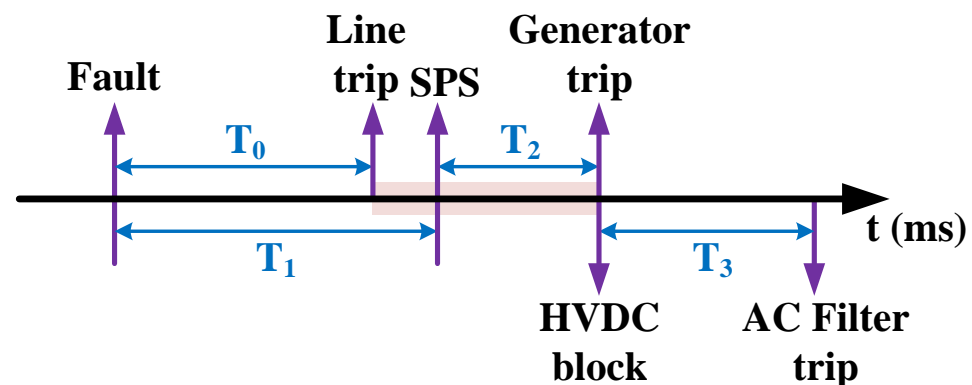 Line
Generator
Fault
trip SPS
trip
T₀
T₂
t (ms)
T₁
T₃
HVDC
AC Filter
block
trip